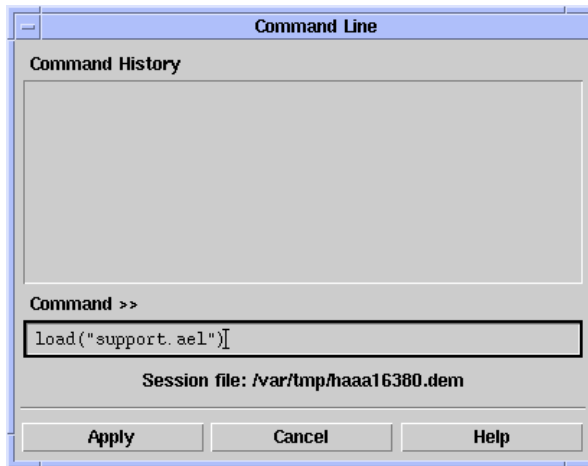 Command Line
Command History
Command >>
load("support.ael")
Session file: /var/tmp/haaa16380.dem
Apply
Cancel
Help